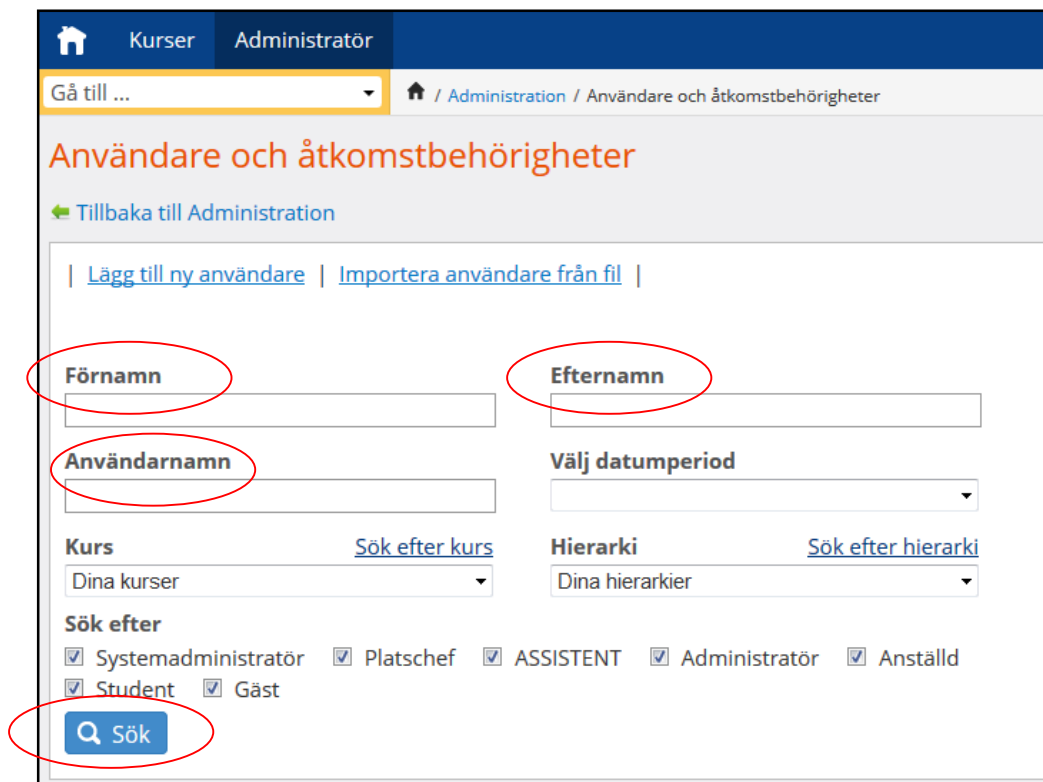 Kurser Administratör
Gå till ... / Administration / Användare och åtkomstbehörigheter
Användare och åtkomstbehörigheter
Tillbaka till Administration
| Lägg till ny användare | Importera användare från fil |
Förnamn Efternamn
Användarnamn Välj datumperiod
Kurs Sök efter kurs Hierarki Sök efter hierarki
Dina kurser Dina hierarkier
Sök efter
Systemadministratör Platschef ASSISTENT Administratör Anställd
Student Gäst
Sök